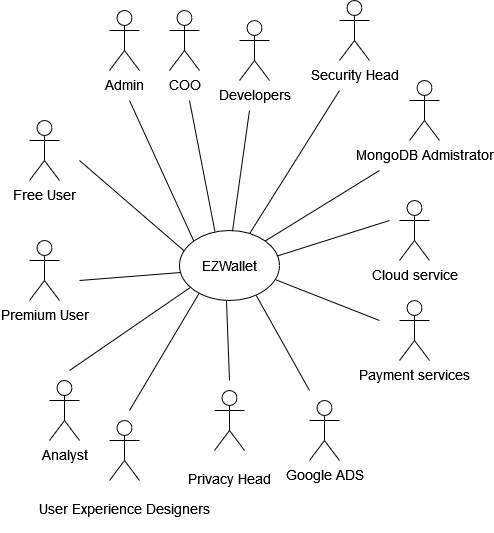 Admin
COO
Developers
Security Head
MongoDB Admistrator
Free User
EZWallet
Cloud service
Premium User
Payment services
Analyst
Privacy Head
Google ADS
User Experience Designers